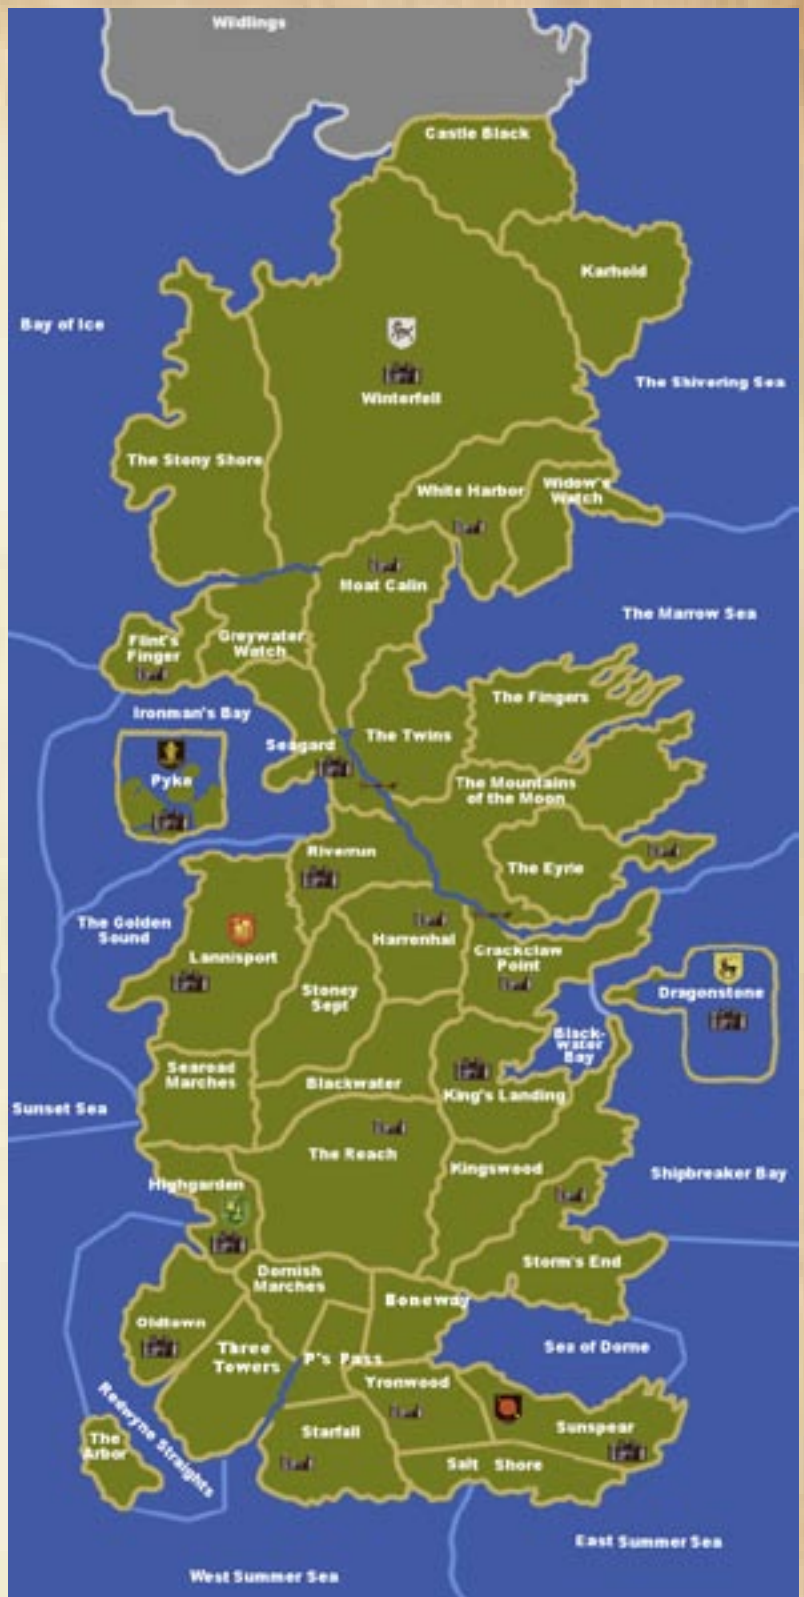 Wildlings
Castle Black
Karhold
Bay of Ice
The Shivering Sea
Winterfell
The Stony Shore
White Harbor
Widow's
Watch
Moat Calin
The Marrow Sea
Flint's
Finger
Greywater
Watch
The Fingers
Ironman's Bay
Seagard
The Twins
Pyke
The Mountains
of the Moon
Riverrun
The Eyrie
The Golden
Sound
Lannisport
Harrenhal
Crackclaw
Point
Stoney
Sept
Dragonstone
Black-
water
Bay
Searoad
Marches
Blackwater
King's Landing
Sunset Sea
The Reach
Kingswood
Shipbreaker Bay
Highgarden
Storm's End
Dornish
Marches
Boneway
Oldtown
Three
Towers
P's Pass
Sea of Dorne
Yronwood
Redwyne Straights
The
Arbor
Starfall
Sunspear
Salt Shore
East Summer Sea
West Summer Sea